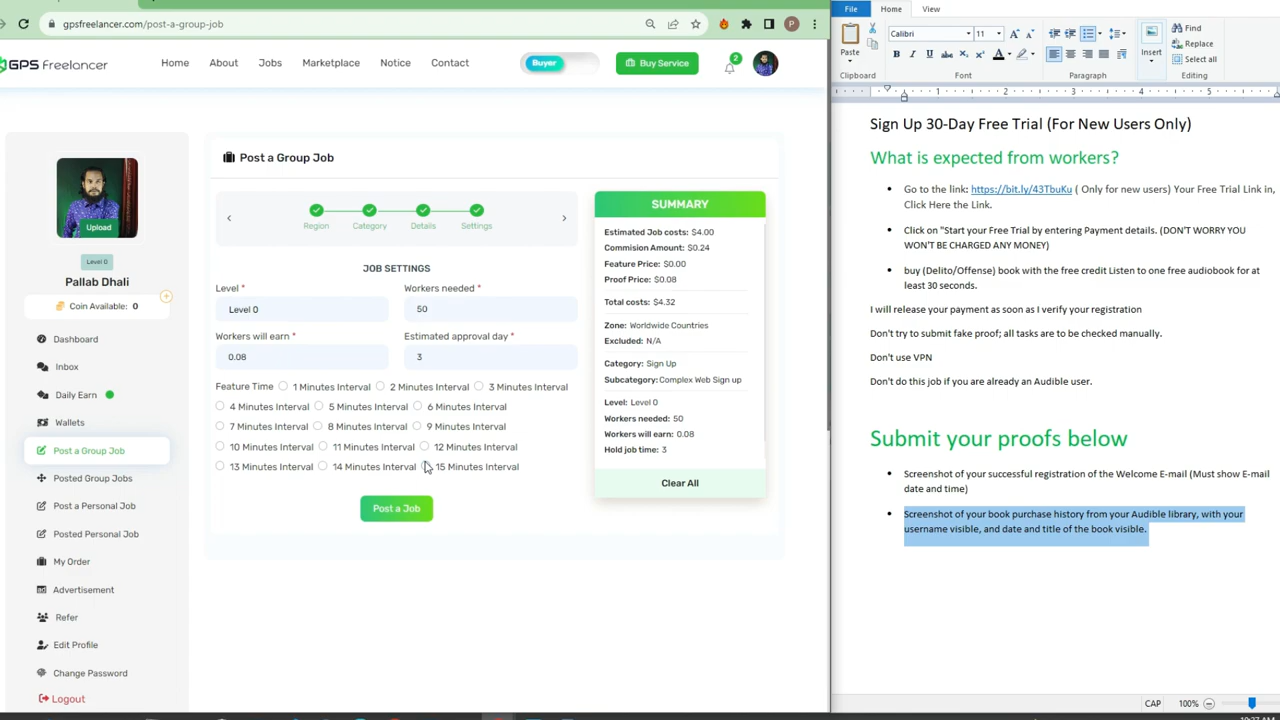 gpsfreelancer.com/post-a-group-job
P
GPS Freelancer
Home
About
Jobs
Marketplace
Notice
Contact
Buyer
Buy Service
2
Upload
Level 0
Pallab Dhali
Coin Available: 0
Dashboard
Inbox
Daily Earn
Wallets
Post a Group Job
Posted Group Jobs
Post a Personal Job
Posted Personal Job
My Order
Advertisement
Refer
Edit Profile
Change Password
Logout
Post a Group Job
Region
Category
Details
Settings
JOB SETTINGS
Level *
Workers needed *
Level 0
50
Workers will earn *
Estimated approval day *
0.08
3
Feature Time
1 Minutes Interval
2 Minutes Interval
3 Minutes Interval
4 Minutes Interval
5 Minutes Interval
6 Minutes Interval
7 Minutes Interval
8 Minutes Interval
9 Minutes Interval
10 Minutes Interval
11 Minutes Interval
12 Minutes Interval
13 Minutes Interval
14 Minutes Interval
15 Minutes Interval
Post a Job
SUMMARY
Estimated Job costs: $4.00
Commision Amount: $0.24
Feature Price: $0.00
Proof Price: $0.08
Total costs: $4.32
Zone: Worldwide Countries
Excluded: N/A
Category: Sign Up
Subcategory:Complex Web Sign up
Level: Level 0
Workers needed: 50
Workers will earn: 0.08
Hold job time: 3
Clear All
File
Home
View
Paste
Clipboard
Calibri
11
Font
Paragraph
Insert
Find
Replace
Select all
Editing
1
2
3
4
5
Sign Up 30-Day Free Trial (For New Users Only)
What is expected from workers?
Go to the link: https://bit.ly/43TbuKu ( Only for new users) Your Free Trial Link in,
Click Here the Link.
Click on "Start your Free Trial by entering Payment details. (DON'T WORRY YOU
WON'T BE CHARGED ANY MONEY)
buy (Delito/Offense) book with the free credit Listen to one free audiobook for at
least 30 seconds.
I will release your payment as soon as I verify your registration
Don't try to submit fake proof; all tasks are to be checked manually.
Don't use VPN
Don't do this job if you are already an Audible user.
Submit your proofs below
Screenshot of your successful registration of the Welcome E-mail (Must show E-mail
date and time)
Screenshot of your book purchase history from your Audible library, with your
username visible, and date and title of the book visible.
CAP
100%